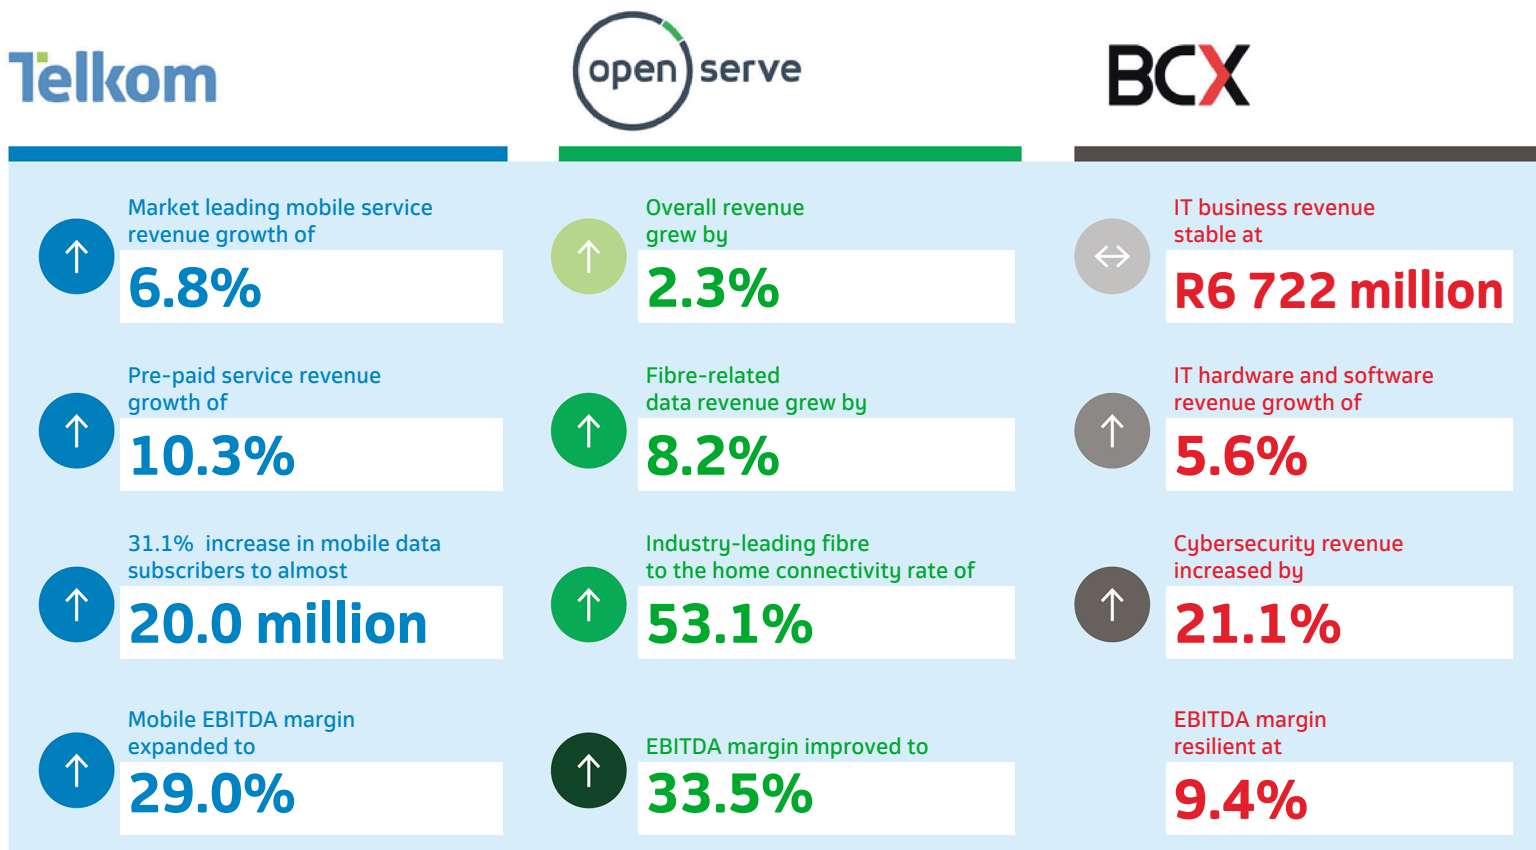 Telkom
open serve
BCX
Market leading mobile service
revenue growth of
6.8%
Pre-paid service revenue
growth of
10.3%
31.1% increase in mobile data
subscribers to almost
20.0 million
Mobile EBITDA margin
expanded to
29.0%
Overall revenue
grew by
2.3%
Fibre-related
data revenue grew by
8.2%
Industry-leading fibre
to the home connectivity rate of
53.1%
EBITDA margin improved to
33.5%
IT business revenue
stable at
R6 722 million
IT hardware and software
revenue growth of
5.6%
Cybersecurity revenue
increased by
21.1%
EBITDA margin
resilient at
9.4%